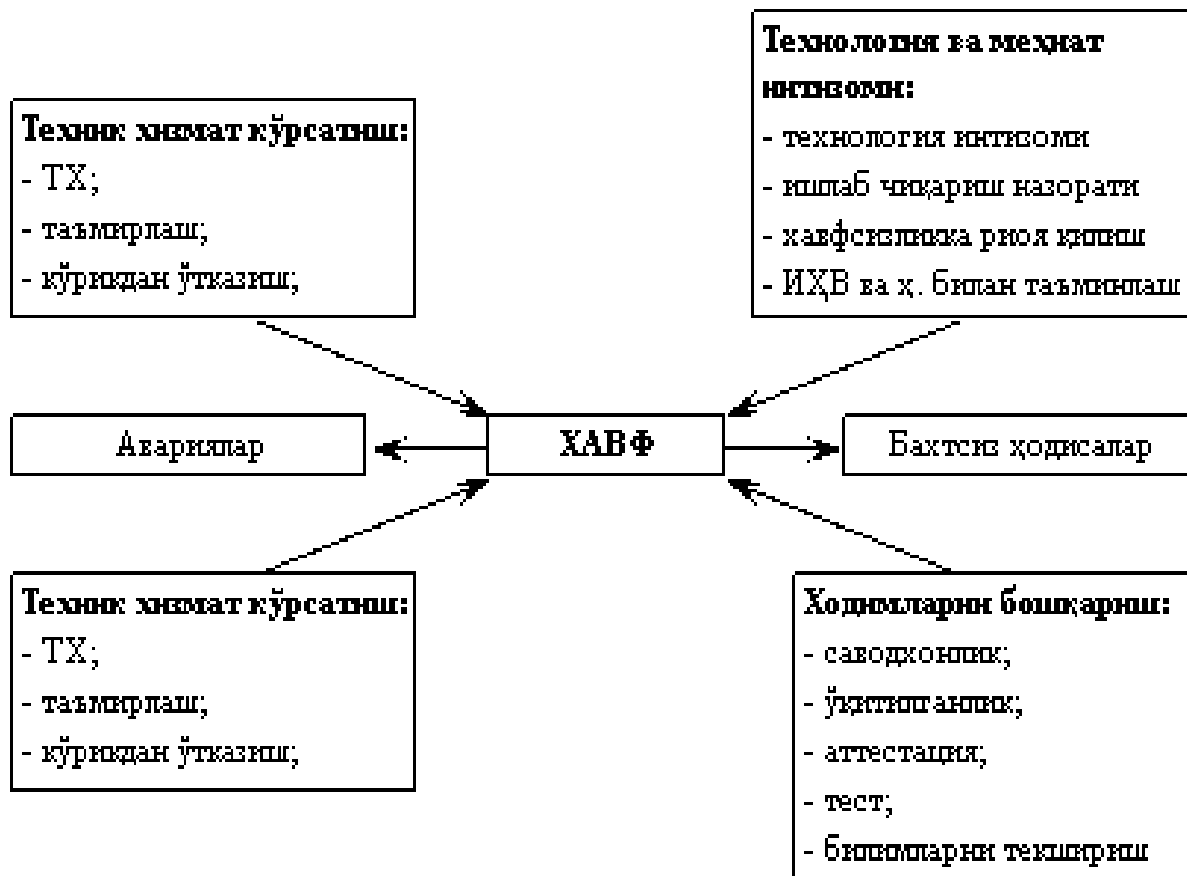 Техник хизмат кўрсатиш:
- ТХ;
- таъмирлаш;
- кўрикдан ўтказиш;
Технология ва меҳнат
интизоми:
- технология интизоми
- ишлаб чиқариш назорати
- хавфсизликка риоя қилиш
- ИҲВ ва ҳ. билан таъминлаш
Авариялар
ХАВФ
Бахтсиз ҳодисалар
Техник хизмат кўрсатиш:
- ТХ;
- таъмирлаш;
- кўрикдан ўтказиш;
Ходимларни бошқариш:
- саводхонлик;
- ўқитилганлик;
- аттестация;
- тест;
- билимларни текшириш